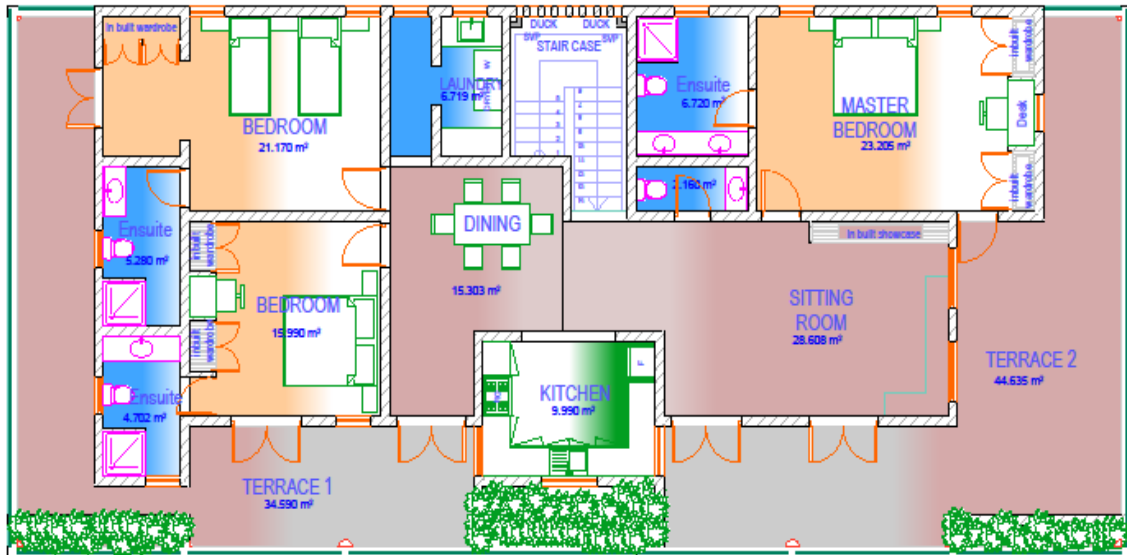 In built wardrobe
BEDROOM
21.170 m²
LAUNDRY
6.719 m²
W
DUCK
DUCK
SVP
SVP
STAIR CASE
Ensuite
6.720 m²
MASTER
BEDROOM
23.205 m²
inbuilt
wardrobe
Desk
inbuilt
wardrobe
2.160 m²
Ensuite
5.280 m²
inbuilt
wardrobe
BEDROOM
15.990 m²
inbuilt
wardrobe
Ensuite
4.702 m²
DINING
15.303 m²
In built showcase
SITTING
ROOM
28.608 m²
KITCHEN
9.990 m²
F
TERRACE 2
44.635 m²
TERRACE 1
34.590 m²